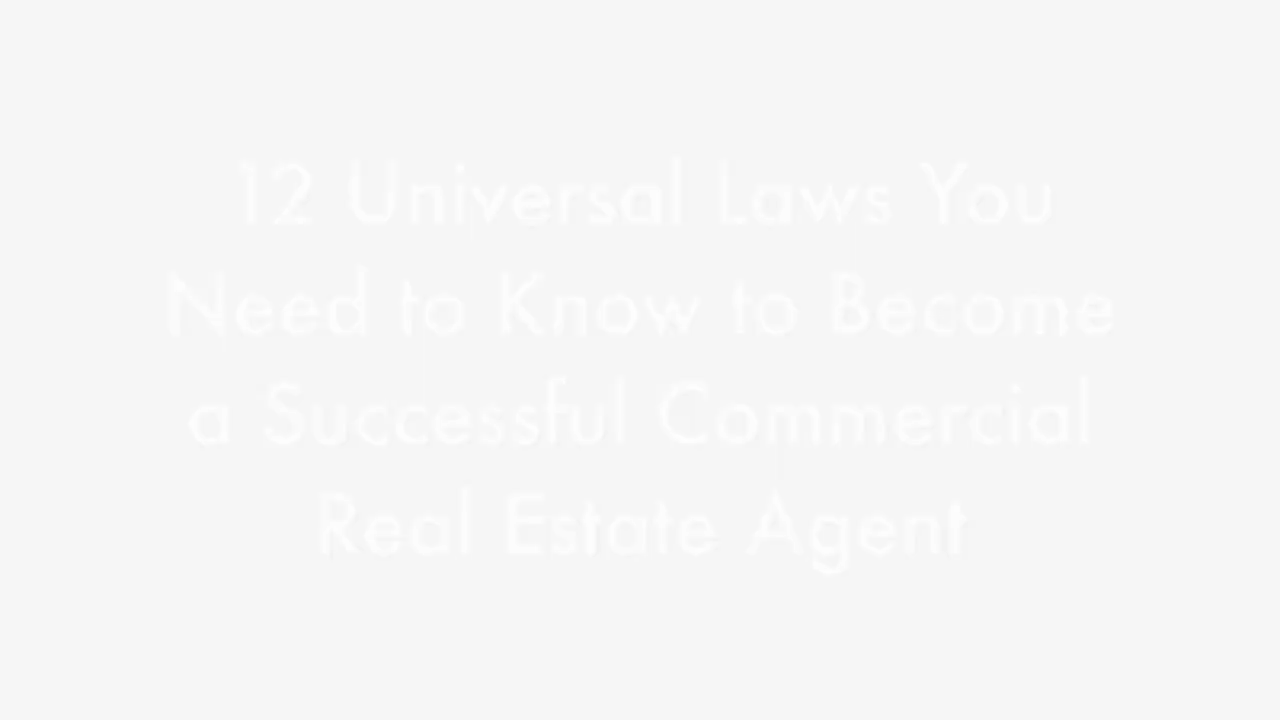 12 Universal Laws You
Need to Know to Become
a Successful Commercial
Real Estate Agent